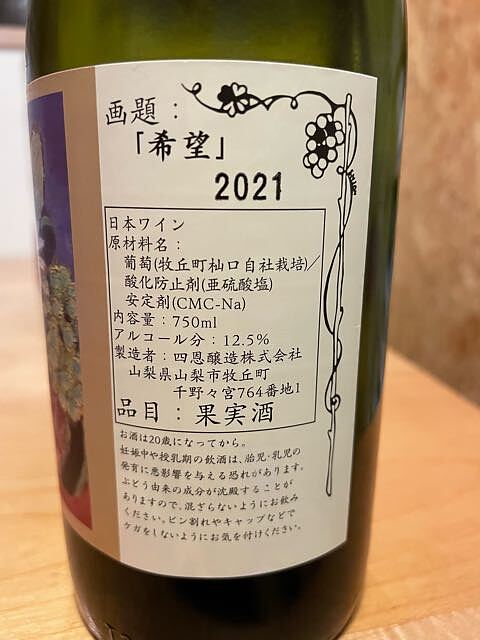 画題：
「希望」
2021
日本ワイン
原材料名：
葡萄(牧丘町杣口自社栽培)／
酸化防止剤(亜硫酸塩)
安定剤(CMC-Na)
内容量：750ml
アルコール分：12.5%
製造者：四恩醸造株式会社
山梨県山梨市牧丘町
千野々宮764番地1
品目：果実酒
お酒は20歳になってから。
妊娠中や授乳期の飲酒は、胎児・乳児の
発育に悪影響を与える恐れがあります。
ぶどう由来の成分が沈殿することが
ありますので、混ざらないようにお飲み
ください。ビン割れやキャップなどで
ケガをしないようにお気を付けください。